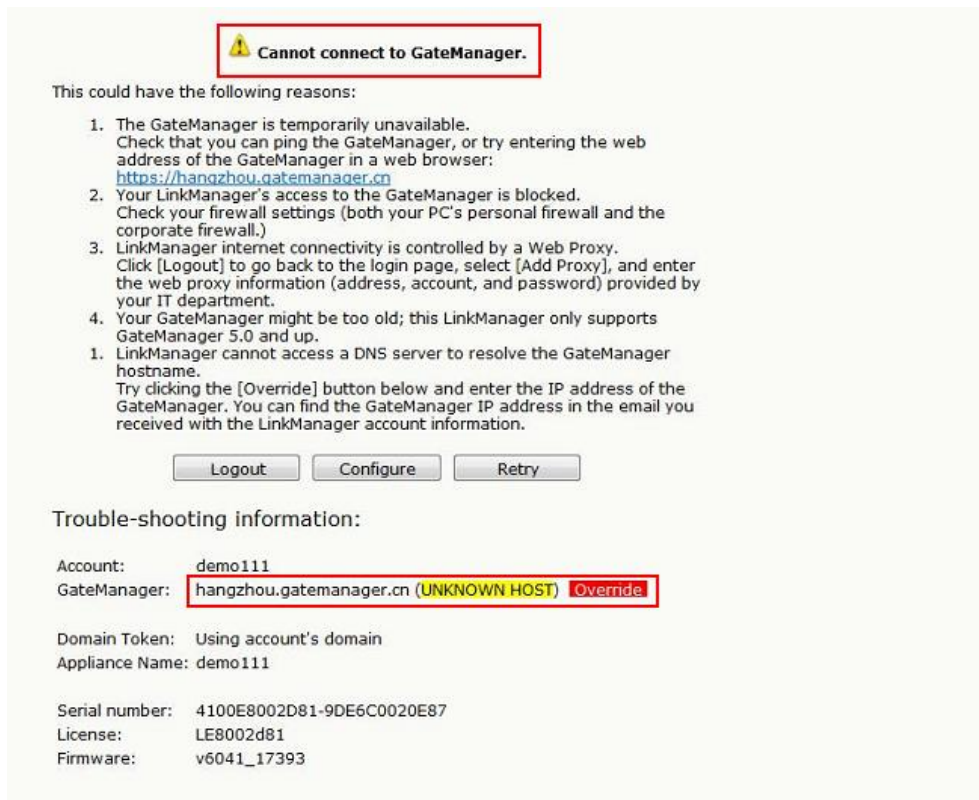 Cannot connect to GateManager.
This could have the following reasons:
1. The GateManager is temporarily unavailable.
Check that you can ping the GateManager, or try entering the web
address of the GateManager in a web browser:
https://hangzhou.gatemanager.cn
2. Your LinkManager's access to the GateManager is blocked.
Check your firewall settings (both your PC's personal firewall and the
corporate firewall.)
3. LinkManager internet connectivity is controlled by a Web Proxy.
Click [Logout] to go back to the login page, select [Add Proxy], and enter
the web proxy information (address, account, and password) provided by
your IT department.
4. Your GateManager might be too old; this LinkManager only supports
GateManager 5.0 and up.
1. LinkManager cannot access a DNS server to resolve the GateManager
hostname.
Try clicking the [Override] button below and enter the IP address of the
GateManager. You can find the GateManager IP address in the email you
received with the LinkManager account information.
Logout Configure Retry
Trouble-shooting information:
Account: demo111
GateManager: hangzhou.gatemanager.cn (UNKNOWN HOST) Override
Domain Token: Using account's domain
Appliance Name: demo111
Serial number: 4100E8002D81-9DE6C0020E87
License: LE8002d81
Firmware: v6041_17393